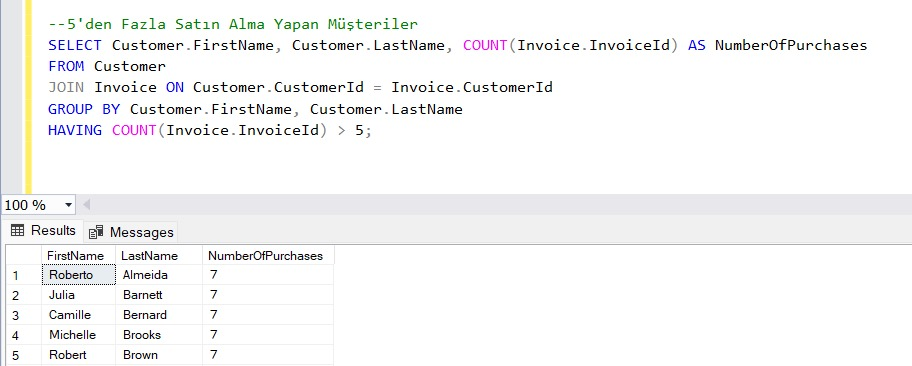 --5'den Fazla Satın Alma Yapan Müşteriler
SELECT Customer.FirstName, Customer.LastName, COUNT(Invoice.InvoiceId) AS NumberOfPurchases
FROM Customer
JOIN Invoice ON Customer.CustomerId = Invoice.CustomerId
GROUP BY Customer.FirstName, Customer.LastName
HAVING COUNT(Invoice.InvoiceId) > 5;
100 %
Results Messages
FirstName LastName NumberOfPurchases
1 Roberto Almeida 7
2 Julia Barnett 7
3 Camille Bernard 7
4 Michelle Brooks 7
5 Robert Brown 7